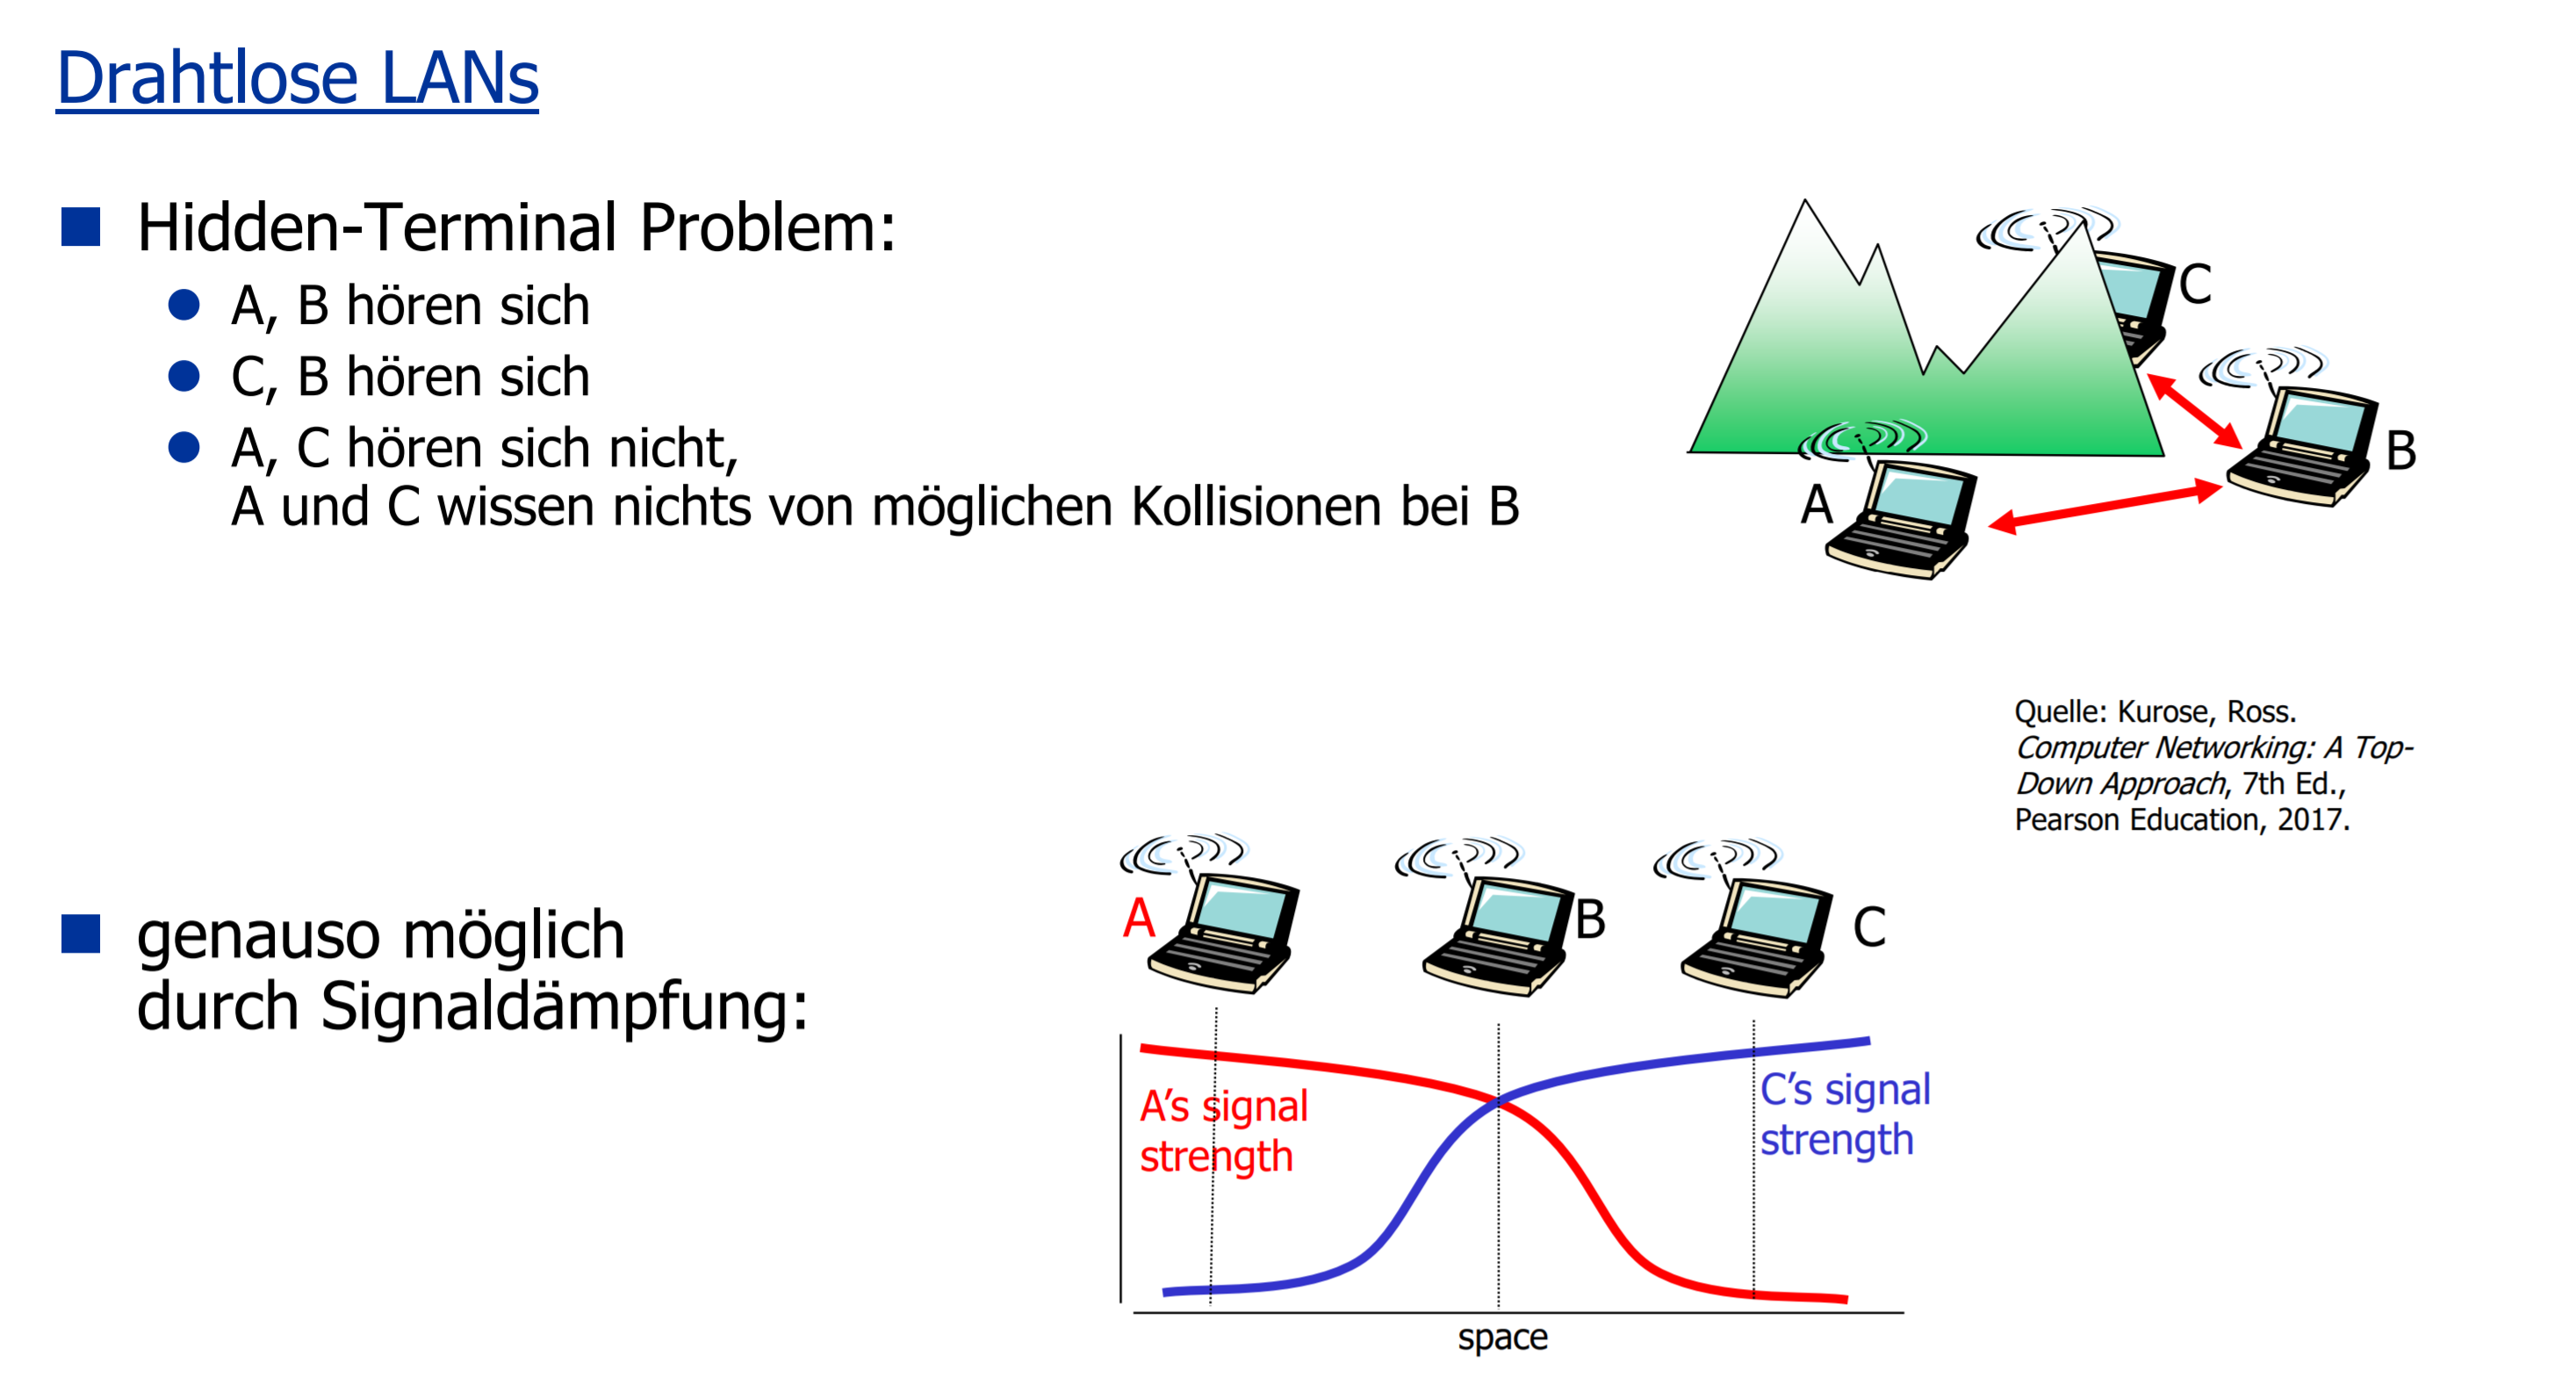 Drahtlose LANs
Hidden-Terminal Problem:
A, B hören sich
C, B hören sich
A, C hören sich nicht,
A und C wissen nichts von möglichen Kollisionen bei B
C
B
A
Quelle: Kurose, Ross.
Computer Networking: A Top-
Down Approach, 7th Ed.,
Pearson Education, 2017.
genauso möglich
durch Signaldämpfung:
A
B
C
A’s signal
strength
C’s signal
strength
space